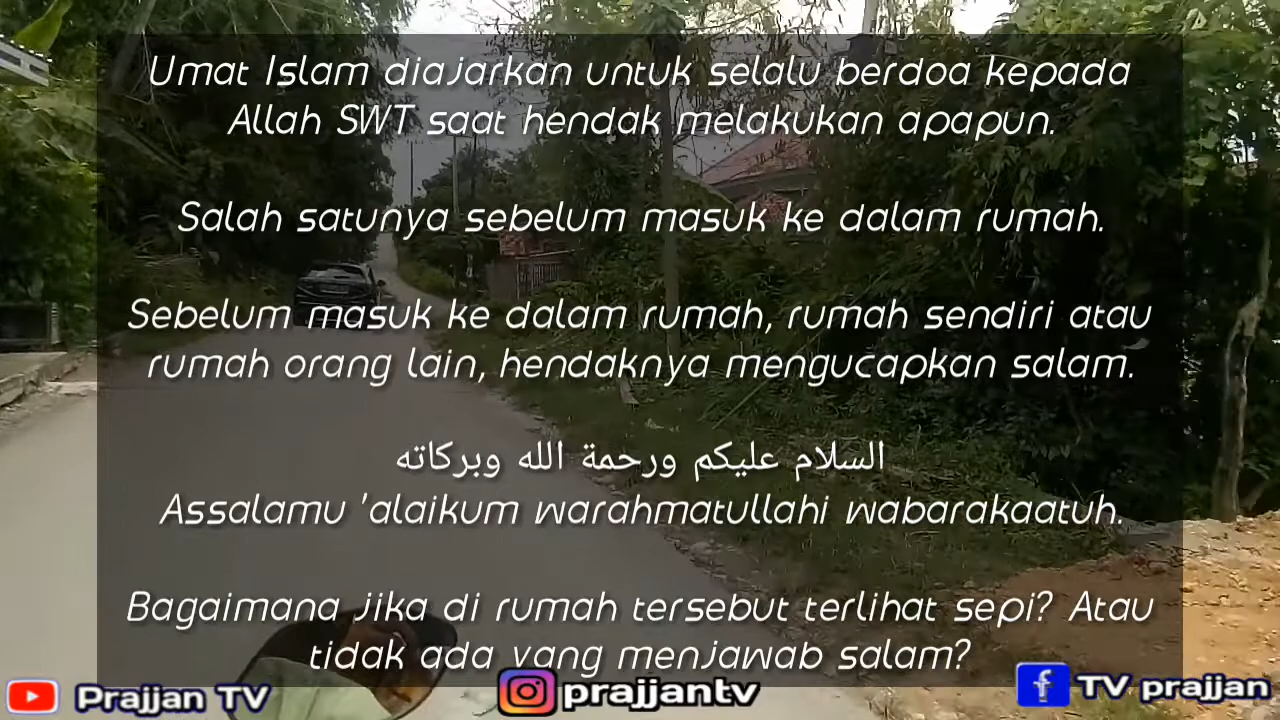 Umat Islam diajarkan untuk selalu berdoa kepada
Allah SWT saat hendak melakukan apapun.
Salah satunya sebelum masuk ke dalam rumah.
Sebelum masuk ke dalam rumah, rumah sendiri atau
rumah orang lain, hendaknya mengucapkan salam.
السلام عليكم ورحمة الله وبركاته
Assalamu 'alaikum warahmatullahi wabarakaatuh.
Bagaimana jika di rumah tersebut terlihat sepi? Atau
tidak ada yang menjawab salam?
Prajjan TV
prajjantv
TV prajjan